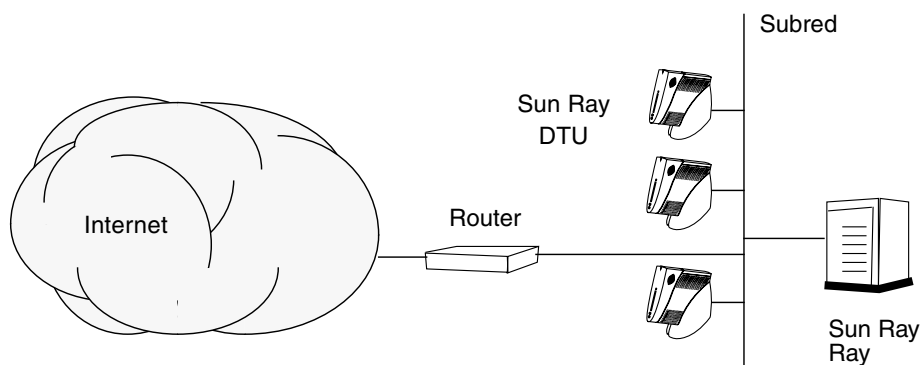 Subred
Sun Ray
DTU
Internet
Router
Sun Ray
Ray